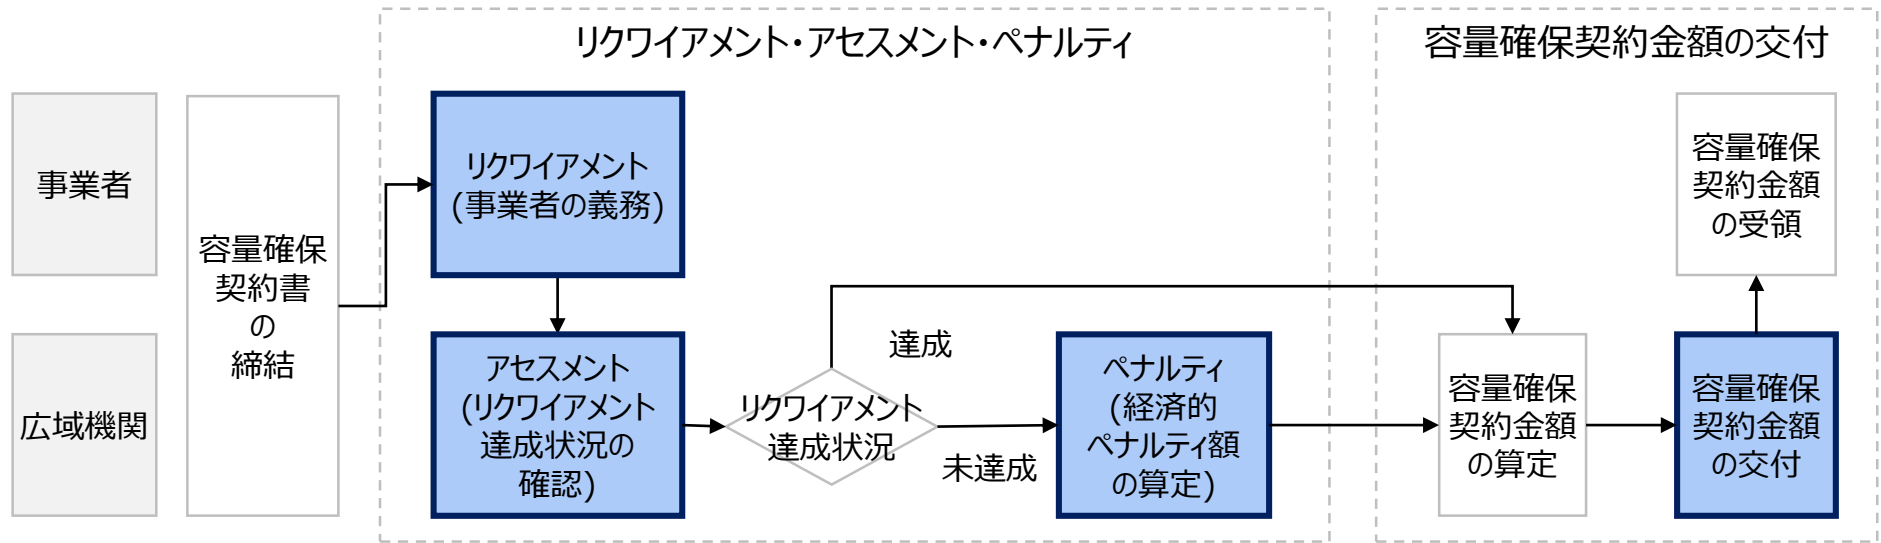 リクワイアメント・アセスメント・ペナルティ
容量確保契約金額の交付
事業者
広域機関
容量確保
契約書
の
締結
リクワイアメント
(事業者の義務)
アセスメント
(リクワイアメント
達成状況の
確認)
リクワイアメント
達成状況
達成
未達成
ペナルティ
(経済的
ペナルティ額
の算定)
容量確保
契約金額
の算定
容量確保
契約金額
の交付
容量確保
契約金額
の受領